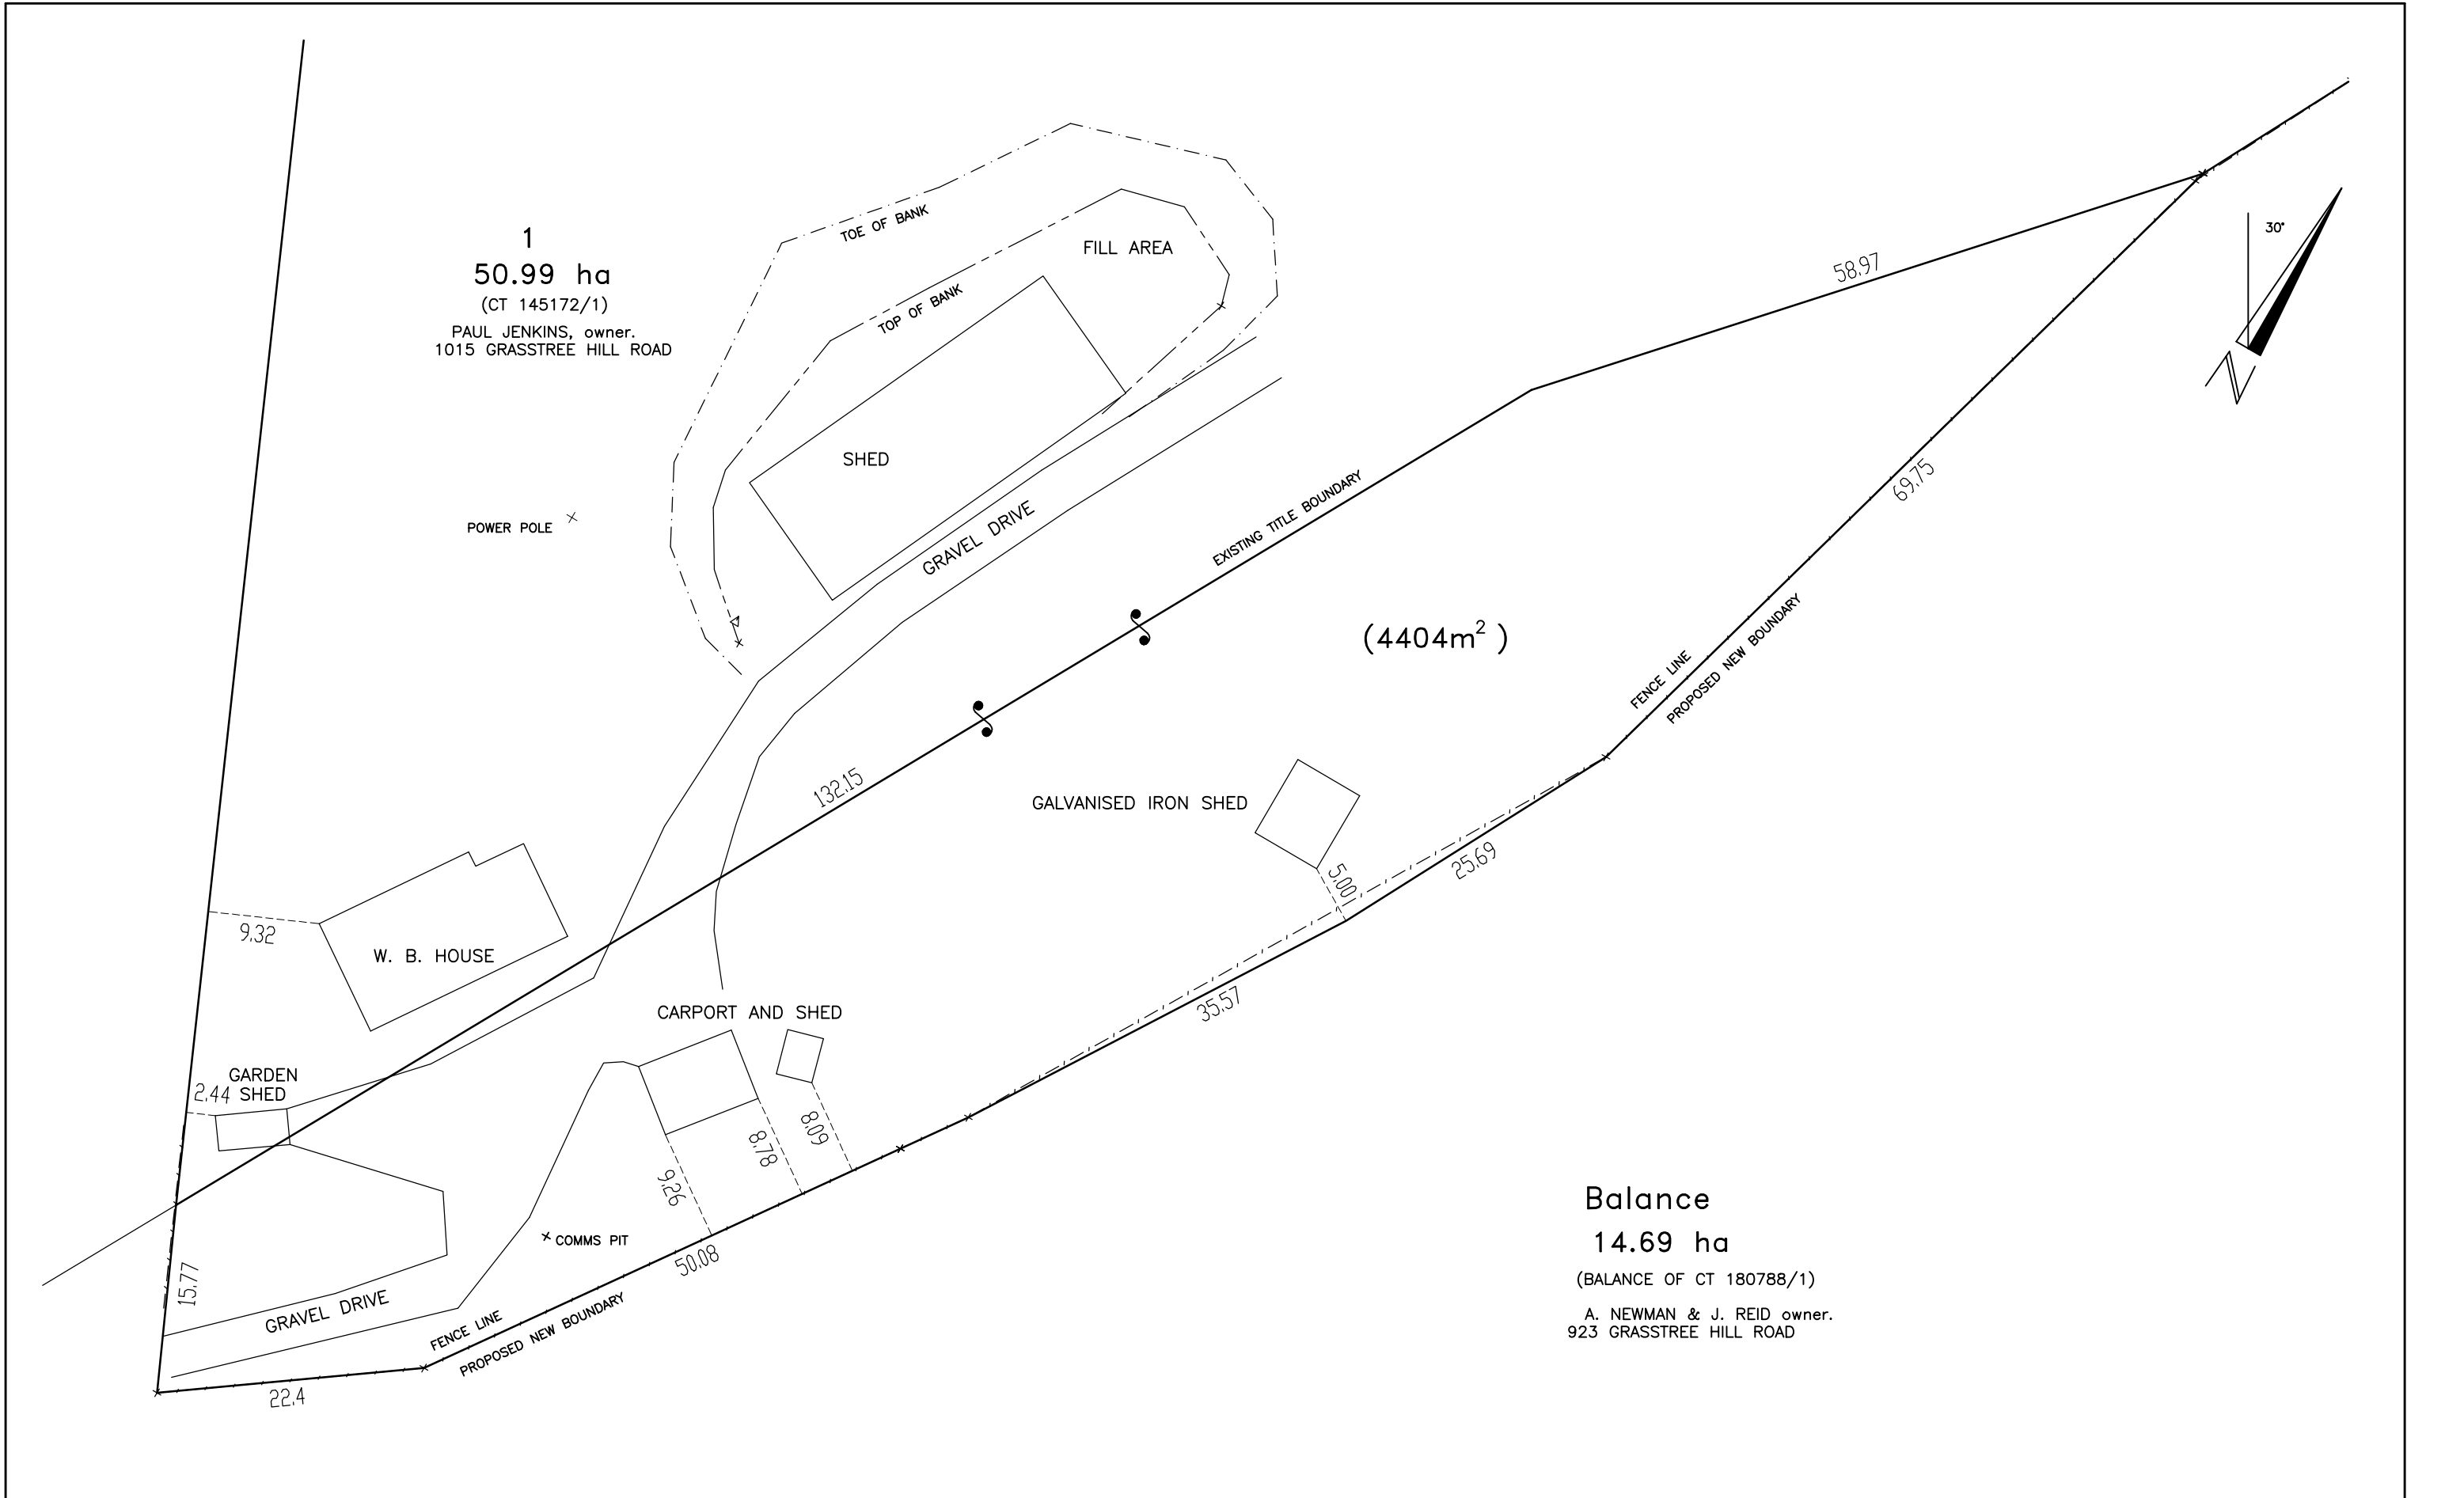 1
50.99 ha
(CT 145172/1)
PAUL JENKINS, owner.
1015 GRASSTREE HILL ROAD
TOE OF BANK
TOP OF BANK
FILL AREA
SHED
POWER POLE
GRAVEL DRIVE
EXISTING TITLE BOUNDARY
58.97
30°
N
69.75
(4404m²)
FENCE LINE
PROPOSED NEW BOUNDARY
132.15
GALVANISED IRON SHED
5.00
25.69
9.32
W. B. HOUSE
35.57
CARPORT AND SHED
GARDEN
2.44 SHED
8.09
8.78
9.26
COMMS PIT
50.08
15.77
GRAVEL DRIVE
FENCE LINE
PROPOSED NEW BOUNDARY
22.4
Balance
14.69 ha
(BALANCE OF CT 180788/1)
A. NEWMAN & J. REID owner.
923 GRASSTREE HILL ROAD